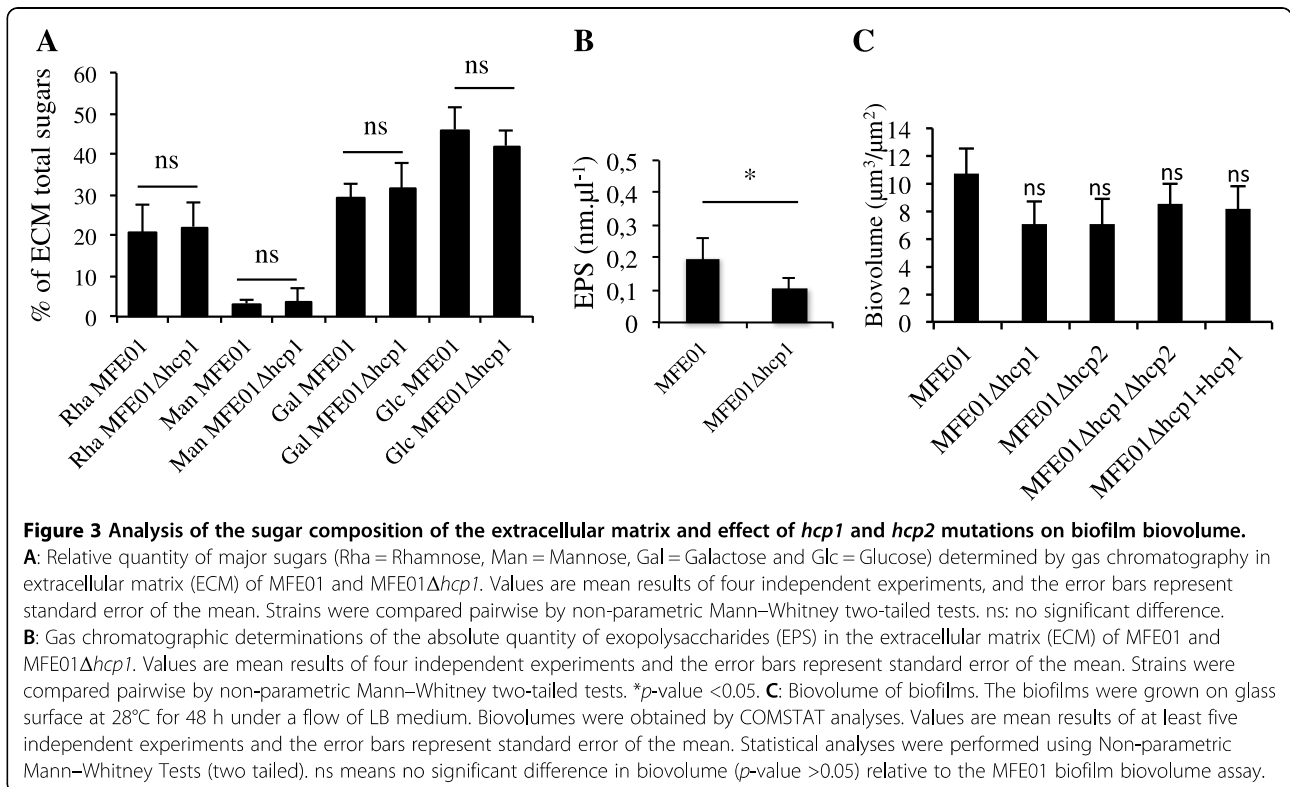 A
B
C
% of ECM total sugars
60
50
40
30
20
10
0
ns
ns
ns
ns
Rha MFE01
Rha MFE01Δhcp1
Man MFE01
Man MFE01Δhcp1
Gal MFE01
Gal MFE01Δhcp1
Glc MFE01
Glc MFE01Δhcp1
EPS (nm.µl⁻¹)
0,5
0,4
0,3
0,2
0,1
0
*
MFE01
MFE01Δhcp1
Biovolume (µm³/µm²)
14
12
10
8
6
4
2
0
ns
ns
ns
ns
MFE01
MFE01Δhcp1
MFE01Δhcp2
MFE01Δhcp1Δhcp2
MFE01Δhcp1+hcp1
Figure 3 Analysis of the sugar composition of the extracellular matrix and effect of hcp1 and hcp2 mutations on biofilm biovolume.
A: Relative quantity of major sugars (Rha = Rhamnose, Man = Mannose, Gal = Galactose and Glc = Glucose) determined by gas chromatography in
extracellular matrix (ECM) of MFE01 and MFE01Δhcp1. Values are mean results of four independent experiments, and the error bars represent
standard error of the mean. Strains were compared pairwise by non-parametric Mann–Whitney two-tailed tests. ns: no significant difference.
B: Gas chromatographic determinations of the absolute quantity of exopolysaccharides (EPS) in the extracellular matrix (ECM) of MFE01 and
MFE01Δhcp1. Values are mean results of four independent experiments and the error bars represent standard error of the mean. Strains were
compared pairwise by non-parametric Mann–Whitney two-tailed tests. *p-value <0.05. C: Biovolume of biofilms. The biofilms were grown on glass
surface at 28°C for 48 h under a flow of LB medium. Biovolumes were obtained by COMSTAT analyses. Values are mean results of at least five
independent experiments and the error bars represent standard error of the mean. Statistical analyses were performed using Non-parametric
Mann–Whitney Tests (two tailed). ns means no significant difference in biovolume (p-value >0.05) relative to the MFE01 biofilm biovolume assay.